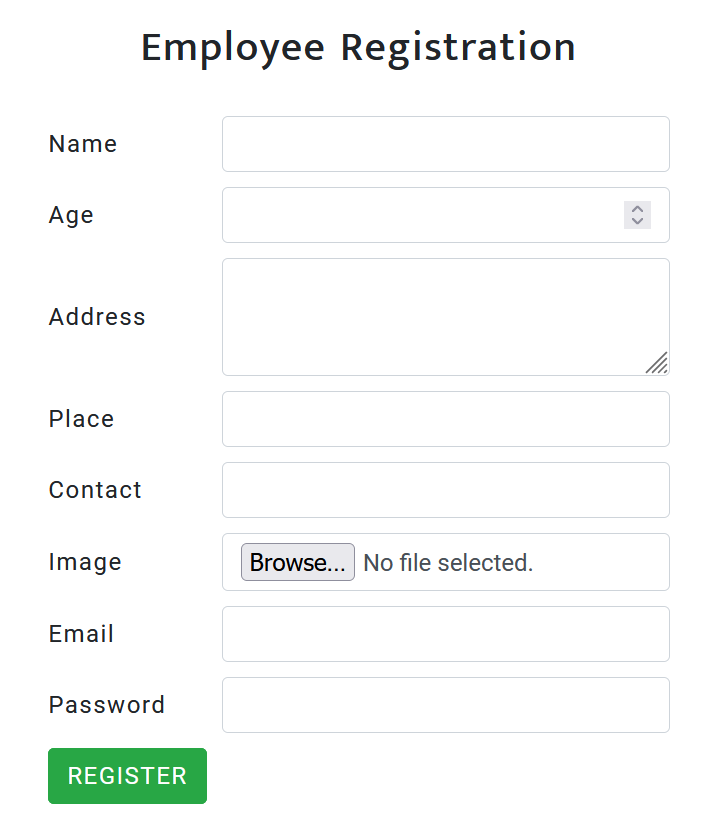 Employee Registration
Name
Age
Address
Place
Contact
Image Browse... No file selected.
Email
Password
REGISTER